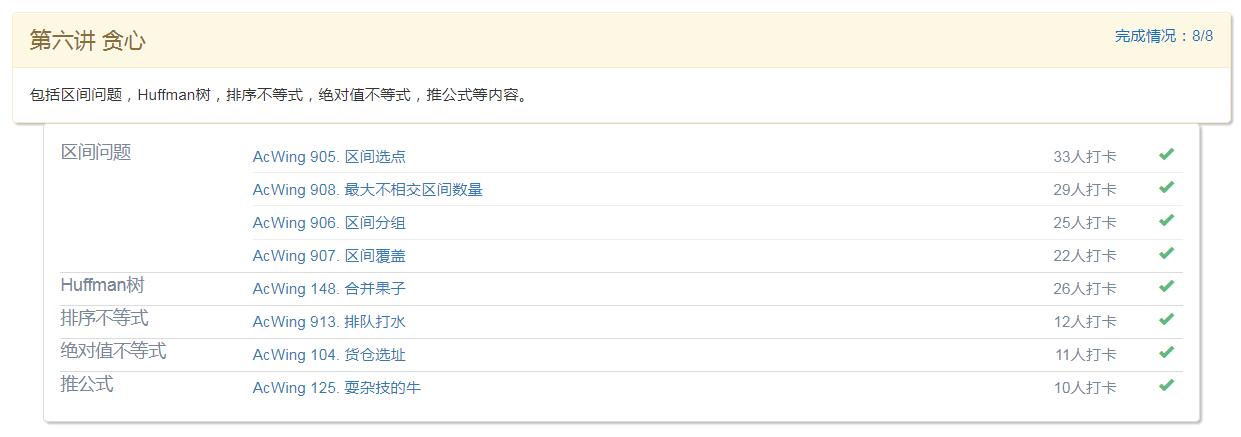 第六讲 贪心
完成情况：8/8
包括区间问题，Huffman树，排序不等式，绝对值不等式，推公式等内容。
区间问题 AcWing 905. 区间选点 33人打卡
AcWing 908. 最大不相交区间数量 29人打卡
AcWing 906. 区间分组 25人打卡
AcWing 907. 区间覆盖 22人打卡
Huffman树 AcWing 148. 合并果子 26人打卡
排序不等式 AcWing 913. 排队打水 12人打卡
绝对值不等式 AcWing 104. 货仓选址 11人打卡
推公式 AcWing 125. 耍杂技的牛 10人打卡